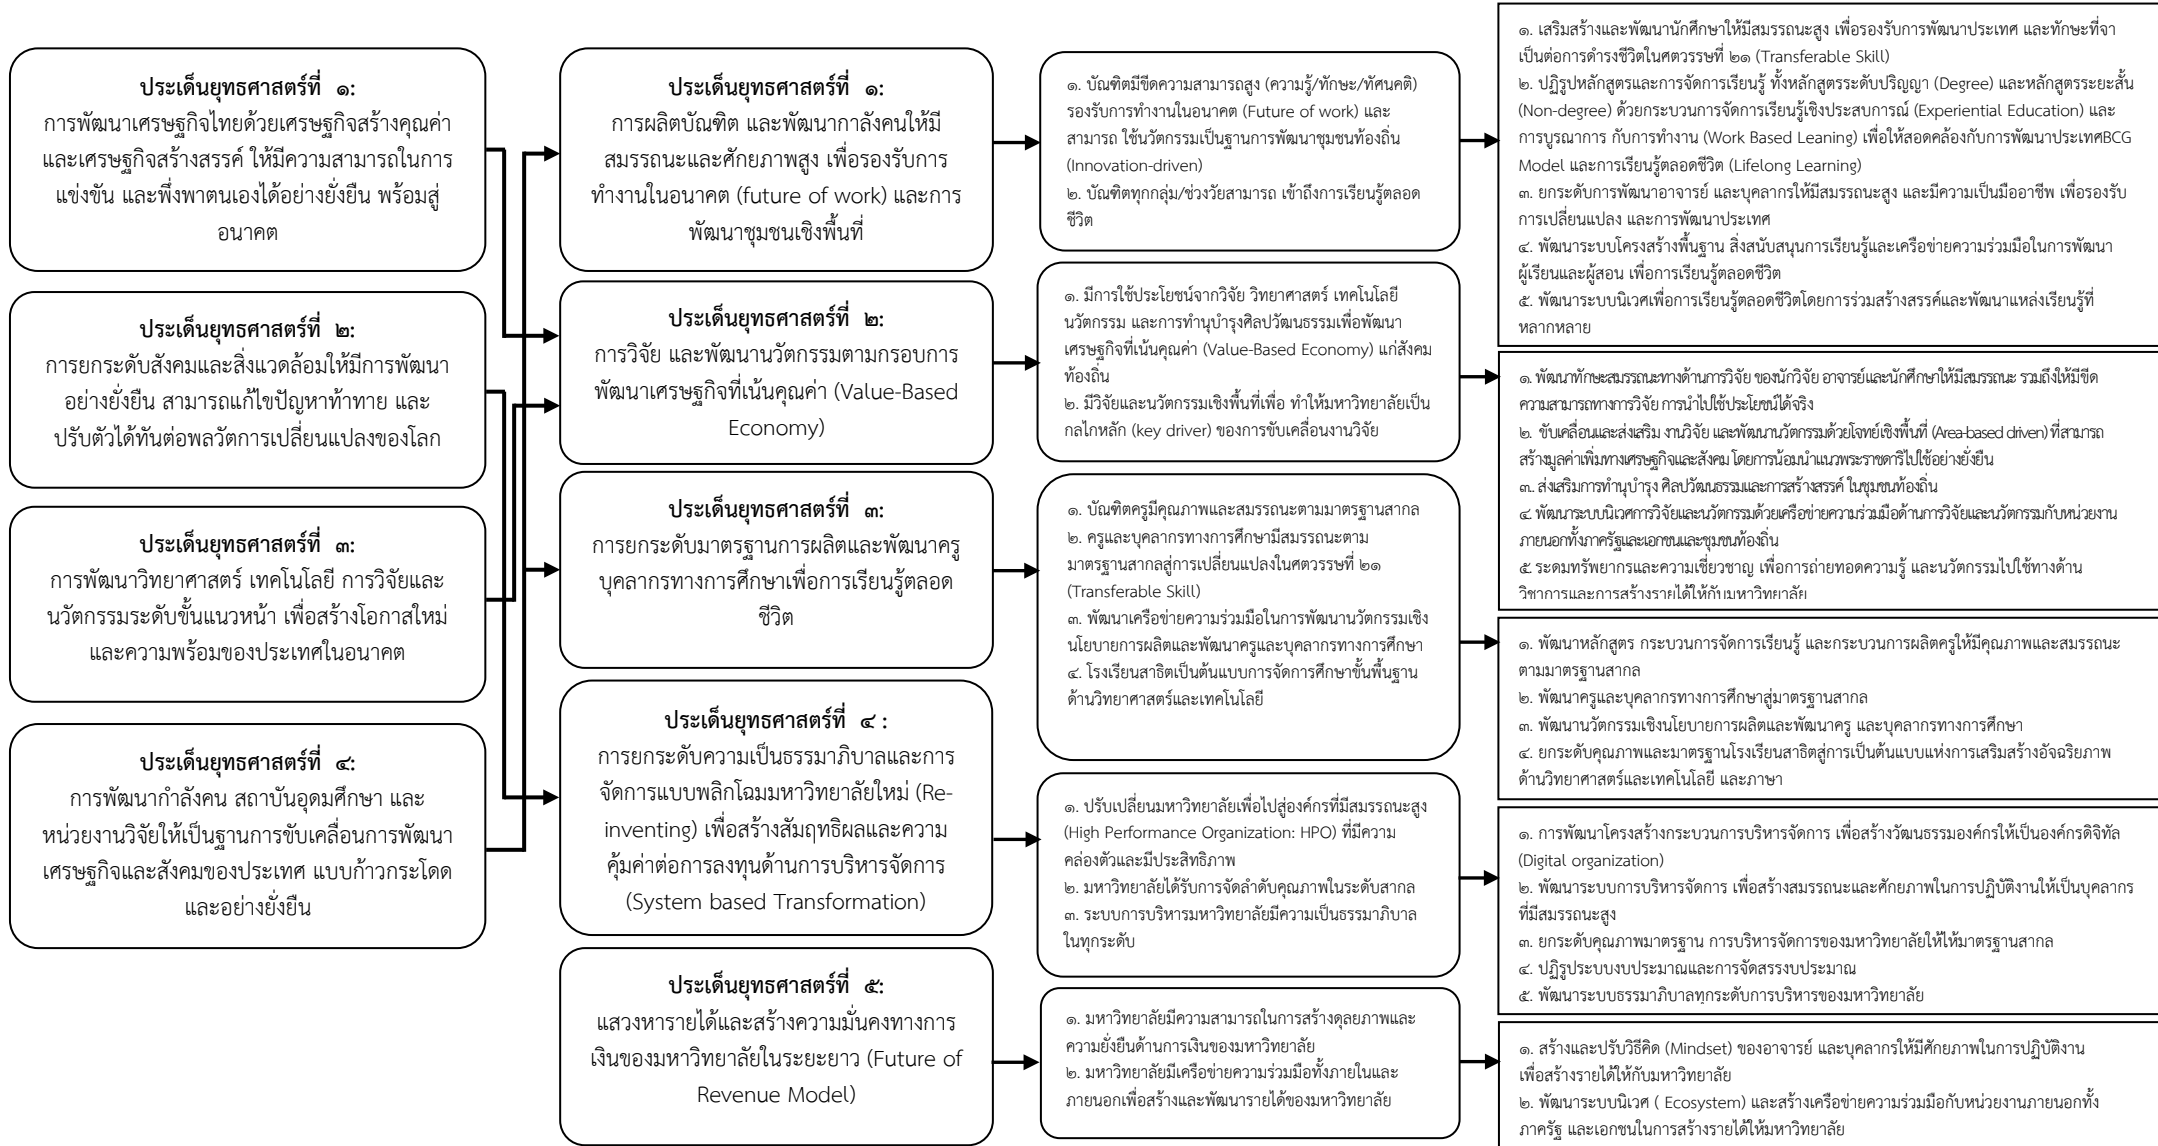 ประเด็นยุทธศาสตร์ที่ ๑:
การพัฒนาเศรษฐกิจไทยด้วยเศรษฐกิจสร้างคุณค่า
และเศรษฐกิจสร้างสรรค์ ให้มีความสามารถในการ
แข่งขัน และพึ่งพาตนเองได้อย่างยั่งยืน พร้อมสู่
อนาคต
ประเด็นยุทธศาสตร์ที่ ๒:
การยกระดับสังคมและสิ่งแวดล้อมให้มีการพัฒนา
อย่างยั่งยืน สามารถแก้ไขปัญหาท้าทาย และ
ปรับตัวได้ทันต่อพลวัตการเปลี่ยนแปลงของโลก
ประเด็นยุทธศาสตร์ที่ ๓:
การพัฒนาวิทยาศาสตร์ เทคโนโลยี การวิจัยและ
นวัตกรรมระดับขั้นแนวหน้า เพื่อสร้างโอกาสใหม่
และความพร้อมของประเทศในอนาคต
ประเด็นยุทธศาสตร์ที่ ๔:
การพัฒนากำลังคน สถาบันอุดมศึกษา และ
หน่วยงานวิจัยให้เป็นฐานการขับเคลื่อนการพัฒนา
เศรษฐกิจและสังคมของประเทศ แบบก้าวกระโดด
และอย่างยั่งยืน
ประเด็นยุทธศาสตร์ที่ ๑:
การผลิตบัณฑิต และพัฒนากาลังคนให้มี
สมรรถนะและศักยภาพสูง เพื่อรองรับการ
ทำงานในอนาคต (future of work) และการ
พัฒนาชุมชนเชิงพื้นที่
ประเด็นยุทธศาสตร์ที่ ๒:
การวิจัย และพัฒนานวัตกรรมตามกรอบการ
พัฒนาเศรษฐกิจที่เน้นคุณค่า (Value-Based
Economy)
ประเด็นยุทธศาสตร์ที่ ๓:
การยกระดับมาตรฐานการผลิตและพัฒนาครู
บุคลากรทางการศึกษาเพื่อการเรียนรู้ตลอด
ชีวิต
ประเด็นยุทธศาสตร์ที่ ๔ :
การยกระดับความเป็นธรรมาภิบาลและการ
จัดการแบบพลิกโฉมมหาวิทยาลัยใหม่ (Re-
inventing) เพื่อสร้างสัมฤทธิผลและความ
คุ้มค่าต่อการลงทุนด้านการบริหารจัดการ
(System based Transformation)
ประเด็นยุทธศาสตร์ที่ ๕:
แสวงหารายได้และสร้างความมั่นคงทางการ
เงินของมหาวิทยาลัยในระยะยาว (Future of
Revenue Model)
๑. บัณฑิตมีขีดความสามารถสูง (ความรู้/ทักษะ/ทัศนคติ)
รองรับการทำงานในอนาคต (Future of work) และ
สามารถ ใช้นวัตกรรมเป็นฐานการพัฒนาชุมชนท้องถิ่น
(Innovation-driven)
๒. บัณฑิตทุกกลุ่ม/ช่วงวัยสามารถ เข้าถึงการเรียนรู้ตลอด
ชีวิต
๑. มีการใช้ประโยชน์จากวิจัย วิทยาศาสตร์ เทคโนโลยี
นวัตกรรม และการทำนุบำรุงศิลปวัฒนธรรมเพื่อพัฒนา
เศรษฐกิจที่เน้นคุณค่า (Value-Based Economy) แก่สังคม
ท้องถิ่น
๒. มีวิจัยและนวัตกรรมเชิงพื้นที่เพื่อ ทำให้มหาวิทยาลัยเป็น
กลไกหลัก (key driver) ของการขับเคลื่อนงานวิจัย
๑. บัณฑิตครูมีคุณภาพและสมรรถนะตามมาตรฐานสากล
๒. ครูและบุคลากรทางการศึกษามีสมรรถนะตาม
มาตรฐานสากลสู่การเปลี่ยนแปลงในศตวรรษที่ ๒๑
(Transferable Skill)
๓. พัฒนาเครือข่ายความร่วมมือในการพัฒนานวัตกรรมเชิง
นโยบายการผลิตและพัฒนาครูและบุคลากรทางการศึกษา
๔. โรงเรียนสาธิตเป็นต้นแบบการจัดการศึกษาขั้นพื้นฐาน
ด้านวิทยาศาสตร์และเทคโนโลยี
๑. ปรับเปลี่ยนมหาวิทยาลัยเพื่อไปสู่องค์กรที่มีสมรรถนะสูง
(High Performance Organization: HPO) ที่มีความ
คล่องตัวและมีประสิทธิภาพ
๒. มหาวิทยาลัยได้รับการจัดลำดับคุณภาพในระดับสากล
๓. ระบบการบริหารมหาวิทยาลัยมีความเป็นธรรมาภิบาล
ในทุกระดับ
๑. มหาวิทยาลัยมีความสามารถในการสร้างดุลยภาพและ
ความยั่งยืนด้านการเงินของมหาวิทยาลัย
๒. มหาวิทยาลัยมีเครือข่ายความร่วมมือทั้งภายในและ
ภายนอกเพื่อสร้างและพัฒนารายได้ของมหาวิทยาลัย
๑. เสริมสร้างและพัฒนานักศึกษาให้มีสมรรถนะสูง เพื่อรองรับการพัฒนาประเทศ และทักษะที่จา
เป็นต่อการดำรงชีวิตในศตวรรษที่ ๒๑ (Transferable Skill)
๒. ปฏิรูปหลักสูตรและการจัดการเรียนรู้ ทั้งหลักสูตรระดับปริญญา (Degree) และหลักสูตรระยะสั้น
(Non-degree) ด้วยกระบวนการจัดการเรียนรู้เชิงประสบการณ์ (Experiential Education) และ
การบูรณาการ กับการทำงาน (Work Based Leaning) เพื่อให้สอดคล้องกับการพัฒนาประเทศBCG
Model และการเรียนรู้ตลอดชีวิต (Lifelong Learning)
๓. ยกระดับการพัฒนาอาจารย์ และบุคลากรให้มีสมรรถนะสูง และมีความเป็นมืออาชีพ เพื่อรองรับ
การเปลี่ยนแปลง และการพัฒนาประเทศ
๔. พัฒนาระบบโครงสร้างพื้นฐาน สิ่งสนับสนุนการเรียนรู้และเครือข่ายความร่วมมือในการพัฒนา
ผู้เรียนและผู้สอน เพื่อการเรียนรู้ตลอดชีวิต
๕. พัฒนาระบบนิเวศเพื่อการเรียนรู้ตลอดชีวิตโดยการร่วมสร้างสรรค์และพัฒนาแหล่งเรียนรู้ที่
หลากหลาย
๑. พัฒนาทักษะสมรรถนะทางด้านการวิจัย ของนักวิจัย อาจารย์และนักศึกษาให้มีสมรรถนะ รวมถึงให้มีขีด
ความสามารถทางการวิจัย การนำไปใช้ประโยชน์ได้จริง
๒. ขับเคลื่อนและส่งเสริม งานวิจัย และพัฒนานวัตกรรมด้วยโจทย์เชิงพื้นที่ (Area-based driven) ที่สามารถ
สร้างมูลค่าเพิ่มทางเศรษฐกิจและสังคม โดยการน้อมนำแนวพระราชดาริไปใช้อย่างยั่งยืน
๓. ส่งเสริมการทำนุบำรุง ศิลปวัฒนธรรมและการสร้างสรรค์ ในชุมชนท้องถิ่น
๔. พัฒนาระบบนิเวศการวิจัยและนวัตกรรมด้วยเครือข่ายความร่วมมือด้านการวิจัยและนวัตกรรมกับหน่วยงาน
ภายนอกทั้งภาครัฐและเอกชนและชุมชนท้องถิ่น
๕. ระดมทรัพยากรและความเชี่ยวชาญ เพื่อการถ่ายทอดความรู้ และนวัตกรรมไปใช้ทางด้าน
วิชาการและการสร้างรายได้ให้กับมหาวิทยาลัย
๑. พัฒนาหลักสูตร กระบวนการจัดการเรียนรู้ และกระบวนการผลิตครูให้มีคุณภาพและสมรรถนะ
ตามมาตรฐานสากล
๒. พัฒนาครูและบุคลากรทางการศึกษาสู่มาตรฐานสากล
๓. พัฒนานวัตกรรมเชิงนโยบายการผลิตและพัฒนาครู และบุคลากรทางการศึกษา
๔. ยกระดับคุณภาพและมาตรฐานโรงเรียนสาธิตสู่การเป็นต้นแบบแห่งการเสริมสร้างอัจฉริยภาพ
ด้านวิทยาศาสตร์และเทคโนโลยี และภาษา
๑. การพัฒนาโครงสร้างกระบวนการบริหารจัดการ เพื่อสร้างวัฒนธรรมองค์กรให้เป็นองค์กรดิจิทัล
(Digital organization)
๒. พัฒนาระบบการบริหารจัดการ เพื่อสร้างสมรรถนะและศักยภาพในการปฏิบัติงานให้เป็นบุคลากร
ที่มีสมรรถนะสูง
๓. ยกระดับคุณภาพมาตรฐาน การบริหารจัดการของมหาวิทยาลัยให้ให้มาตรฐานสากล
๔. ปฏิรูประบบงบประมาณและการจัดสรรงบประมาณ
๕. พัฒนาระบบธรรมาภิบาลทุกระดับการบริหารของมหาวิทยาลัย
๑. สร้างและปรับวิธีคิด (Mindset) ของอาจารย์ และบุคลากรให้มีศักยภาพในการปฏิบัติงาน
เพื่อสร้างรายได้ให้กับมหาวิทยาลัย
๒. พัฒนาระบบนิเวศ ( Ecosystem) และสร้างเครือข่ายความร่วมมือกับหน่วยงานภายนอกทั้ง
ภาครัฐ และเอกชนในการสร้างรายได้ให้มหาวิทยาลัย